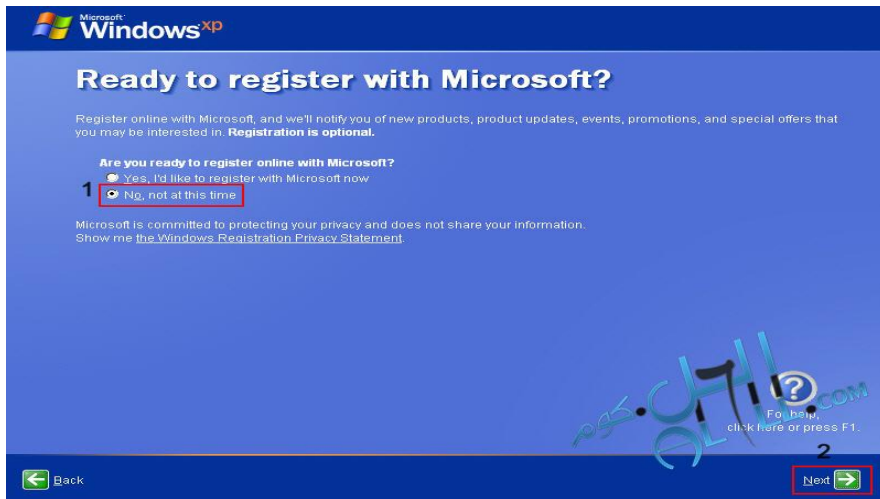 Microsoft
Windows xp
Ready to register with Microsoft?
Register online with Microsoft, and we'll notify you of new products, product updates, events, promotions, and special offers that
you may be interested in. Registration is optional.
Are you ready to register online with Microsoft?
Yes, I'd like to register with Microsoft now
1 No, not at this time
Microsoft is committed to protecting your privacy and does not share your information.
Show me the Windows Registration Privacy Statement.
كوم
.COM
For help,
click here or press F1.
2
Back
Next